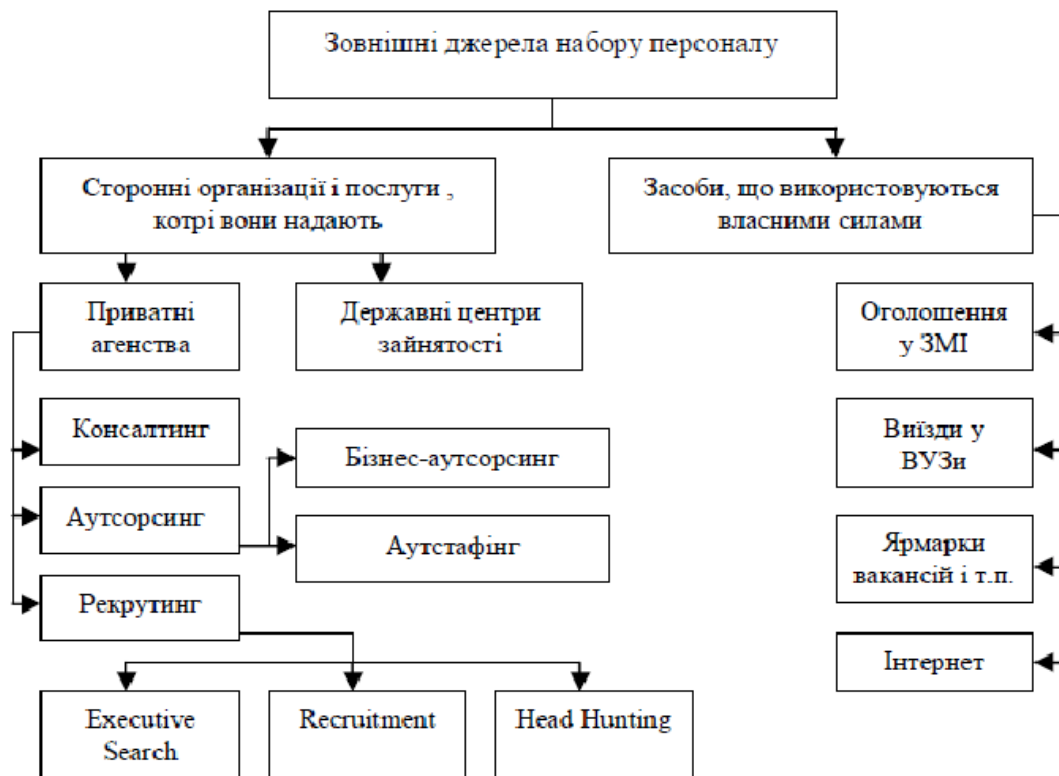 Зовнішні джерела набору персоналу
Сторонні організації і послуги ,
котрі вони надають
Засоби, що використовуються
власними силами
Приватні
агенства
Державні центри
зайнятості
Оголошення
у ЗМІ
Консалтинг
Бізнес-аутсорсинг
Виїзди у
ВУЗи
Аутсорсинг
Аутстафінг
Ярмарки
вакансій і т.п.
Рекрутинг
Інтернет
Executive
Search
Recruitment
Head Hunting